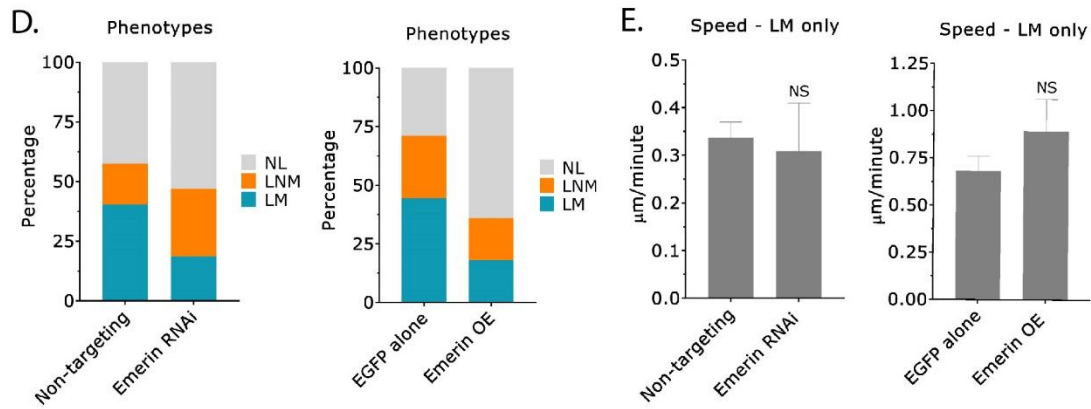 D.
Phenotypes
Percentage
100
75
50
25
0
Non-targeting
Emerin RNAi
NL
LNM
LM
Phenotypes
Percentage
100
75
50
25
0
EGFP alone
Emerin OE
NL
LNM
LM
E.
Speed - LM only
µm/minute
0.5
0.4
0.3
0.2
0.1
0.0
NS
Non-targeting
Emerin RNAi
Speed - LM only
µm/minute
1.25
1.00
0.75
0.50
0.25
0.00
NS
EGFP alone
Emerin OE